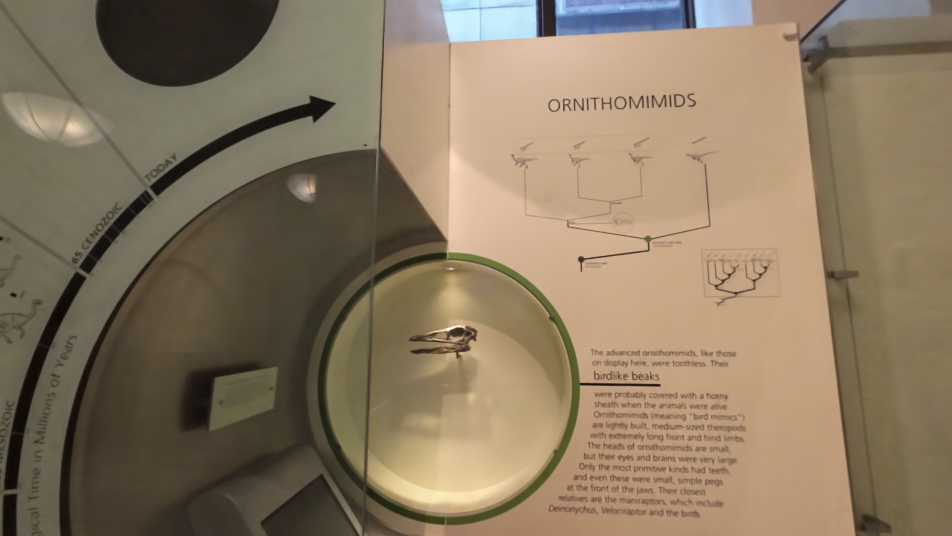 ORNITHOMIMIDS
TODAY
65 CENOZOIC
MESOZOIC
gical Time in Millions of Years
The advanced ornithomimids, like those
on display here, were toothless. Their
birdlike beaks
were probably covered with a horny
sheath when the animals were alive.
Ornithomimids (meaning "bird mimics")
are lightly built, medium-sized theropods
with extremely long front and hind limbs.
The heads of ornithomimids are small,
but their eyes and brains were very large.
Only the most primitive kinds had teeth,
and even these were small, simple pegs
at the front of the jaws. Their closest
relatives are the maniraptors, which include
Deinonychus, Velociraptor and the birds.